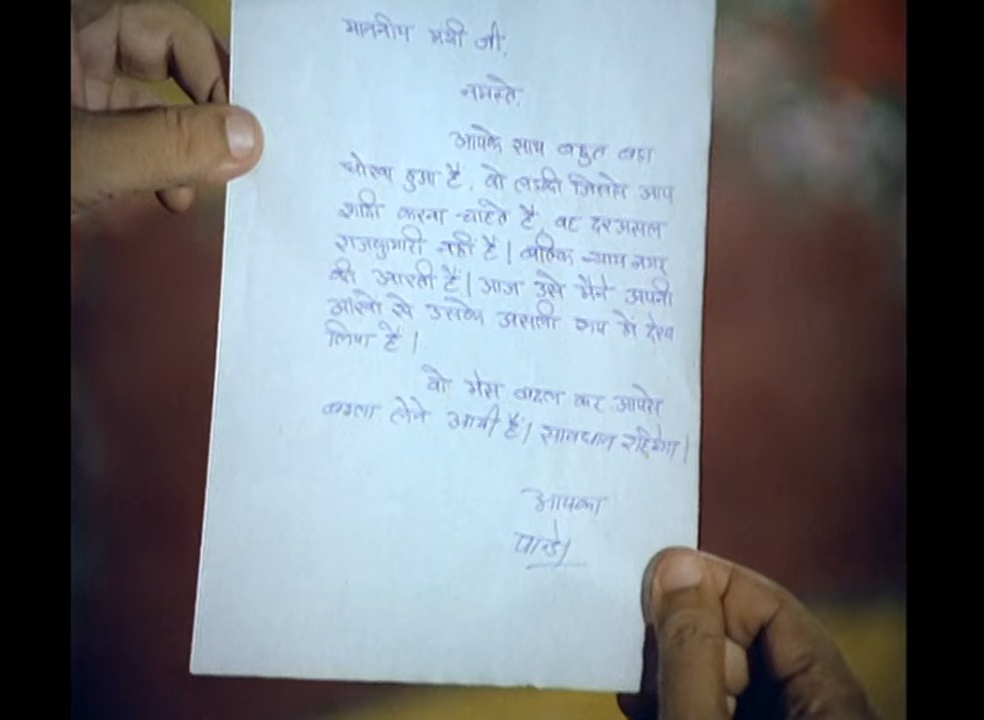 माननीय मंत्री जी,
नमस्ते,
आपके साथ बहुत बडा
धोखा हुआ है, वो लडकी जिससे आप
शादी करना चाहते है, वह दरअसल
राजकुमारी नही है। बल्कि न्याय नगर
की आरती है। आज उसे मैंने अपनी
आंखो से उसके असली रूप में देख
लिया है।
वो भेस बदल कर आपसे
बदला लेने आयी है। सावधान रहियेगा।
आपका
पान्डे।